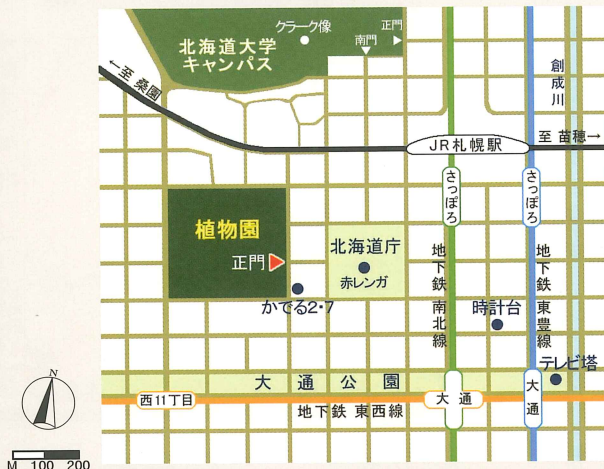 クラーク像
正門
北海道大学
キャンパス
南門
←至 桑園
創成川
JR札幌駅
至 苗穂→
さっぽろ
さっぽろ
植物園
正門
北海道庁
赤レンガ
地下鉄 南北線
地下鉄 東豊線
かでる2・7
時計台
テレビ塔
大通公園
西11丁目
大通
大通
地下鉄 東西線
N
M 100 200